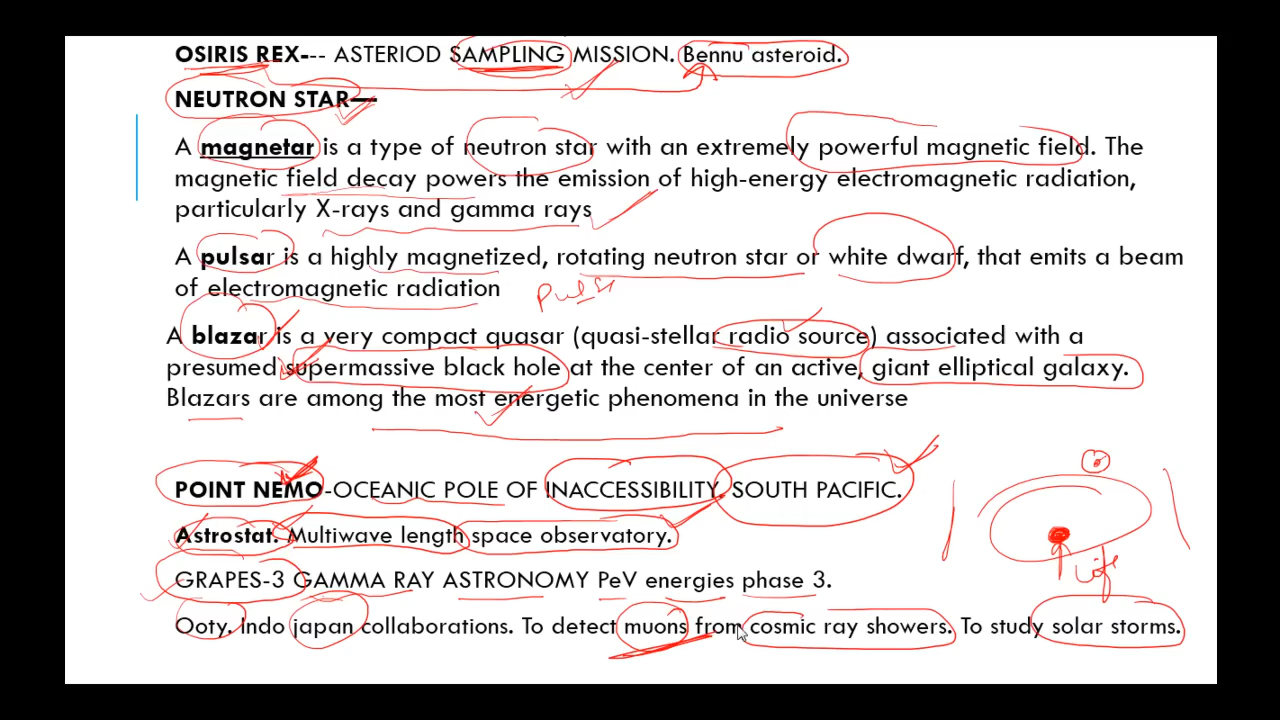 OSIRIS REX--- ASTERIOD SAMPLING MISSION. Bennu asteroid.
NEUTRON STAR—
A magnetar is a type of neutron star with an extremely powerful magnetic field. The
magnetic field decay powers the emission of high-energy electromagnetic radiation,
particularly X-rays and gamma rays
A pulsar is a highly magnetized, rotating neutron star or white dwarf, that emits a beam
of electromagnetic radiation
Pulse
A blazar is a very compact quasar (quasi-stellar radio source) associated with a
presumed supermassive black hole at the center of an active, giant elliptical galaxy.
Blazars are among the most energetic phenomena in the universe
POINT NEMO-OCEANIC POLE OF INACCESSIBILITY SOUTH PACIFIC.
Astrostat. Multiwave length space observatory.
GRAPES-3 GAMMA RAY ASTRONOMY PeV energies phase 3.
life
Ooty. Indo japan collaborations. To detect muons from cosmic ray showers. To study solar storms.